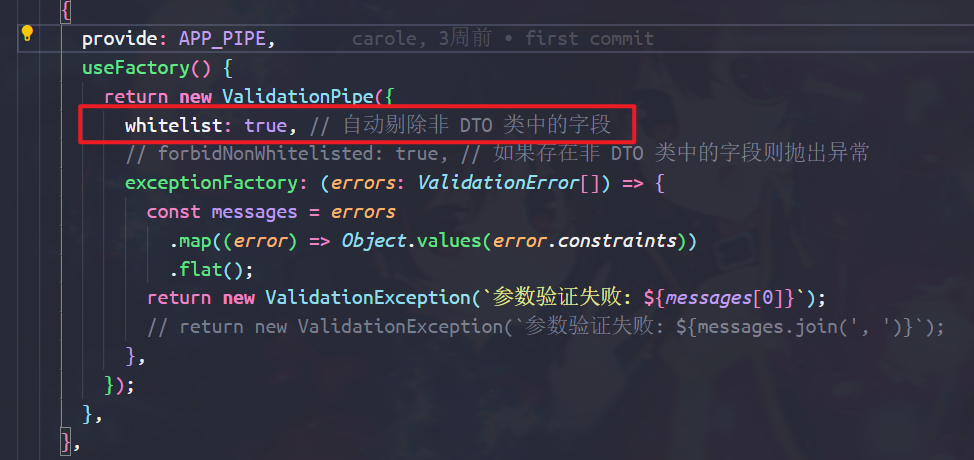 {
provide: APP_PIPE, carole, 3周前 • first commit
useFactory() {
return new ValidationPipe({
whitelist: true, // 自动剔除非 DTO 类中的字段
// forbidNonWhitelisted: true, // 如果存在非 DTO 类中的字段则抛出异常
exceptionFactory: (errors: ValidationError[]) => {
const messages = errors
.map((error) => Object.values(error.constraints))
.flat();
return new ValidationException(`参数验证失败: ${messages[0]}`);
// return new ValidationException(`参数验证失败: ${messages.join(', ')}`);
},
});
},
},